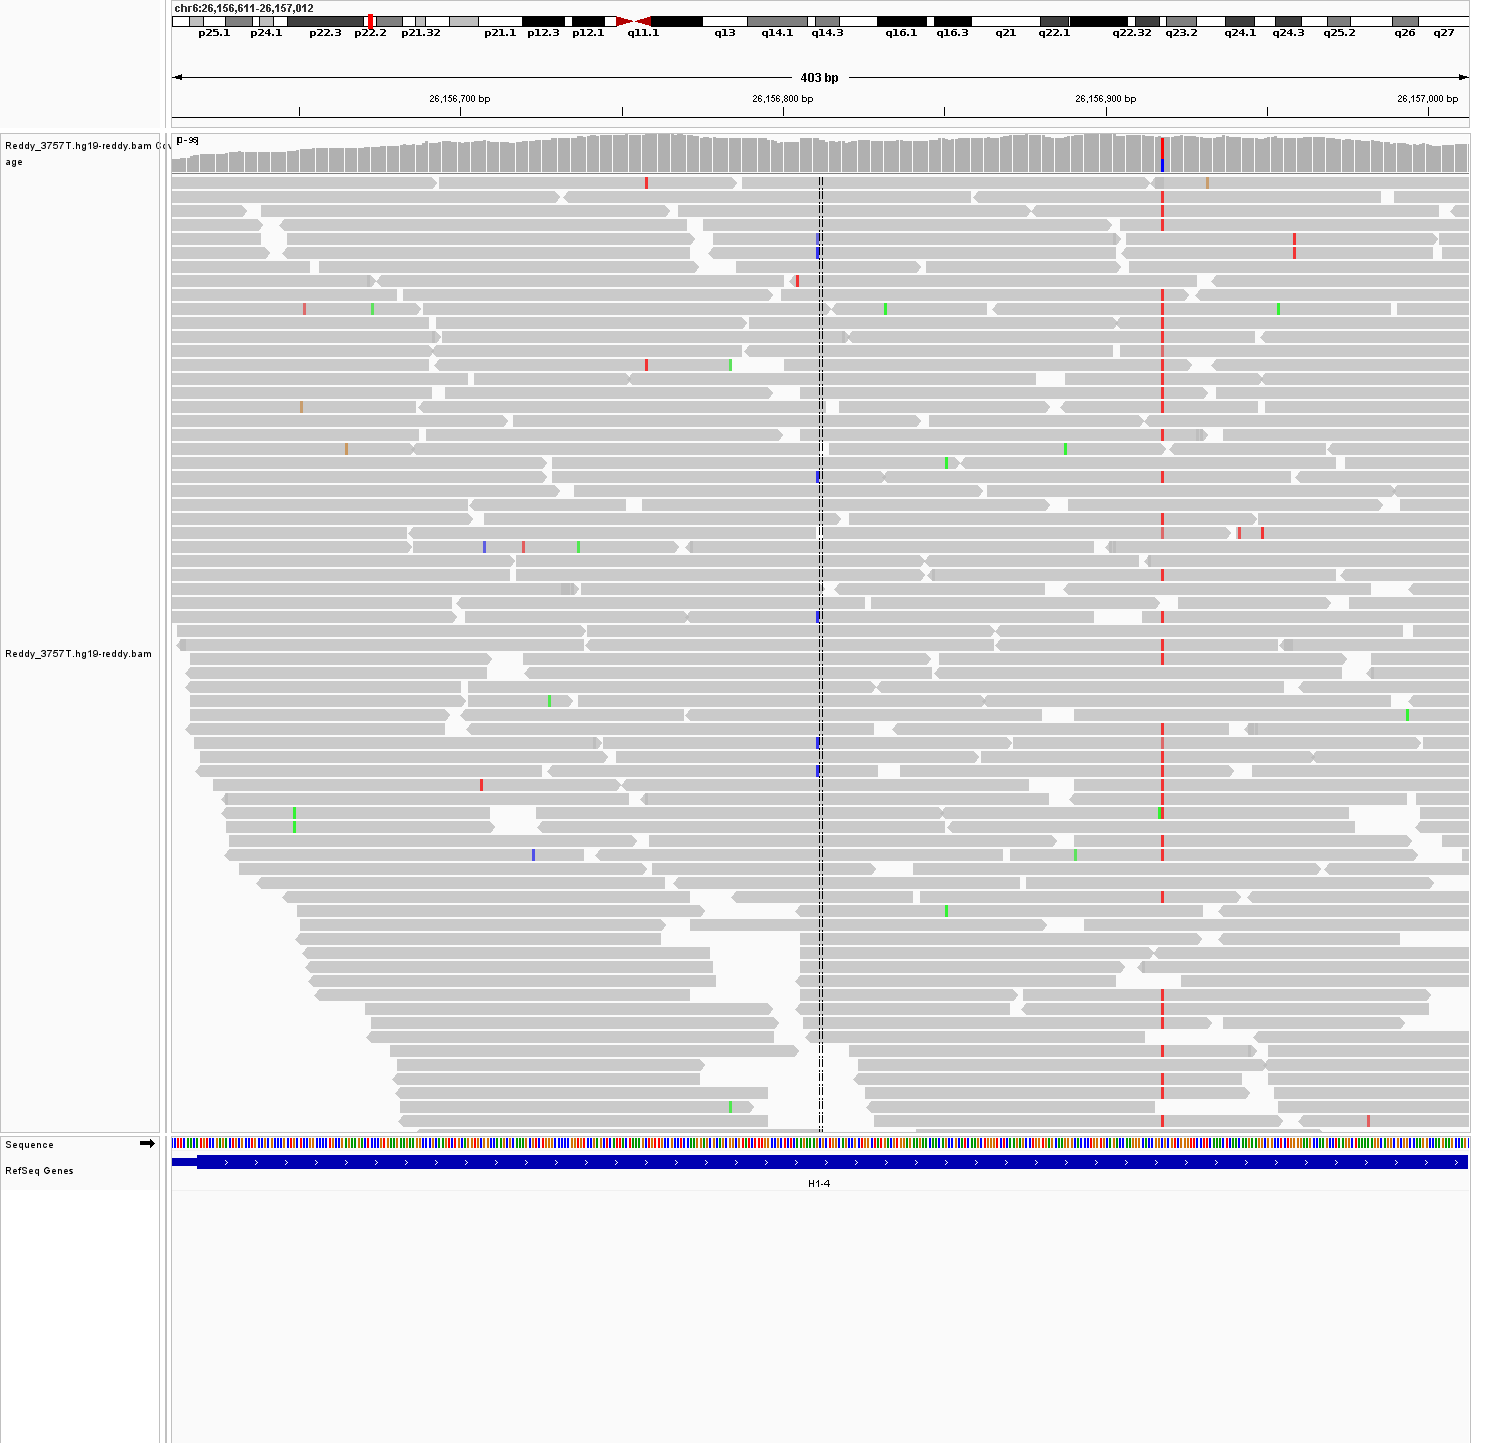 chr6:26,156,611-26,157,012
p25.1 p24.1 p22.3 p22.2 p21.32 p21.1 p12.3 p12.1 q11.1 q13 q14.1 q14.3 q16.1 q16.3 q21 q22.1 q22.32 q23.2 q24.1 q24.3 q25.2 q26 q27
403 bp
26,156,700 bp 26,156,800 bp 26,156,900 bp 26,157,000 bp
Reddy_3757T.hg19-reddy.bam Cov
age
Reddy_3757T.hg19-reddy.bam
Sequence
RefSeq Genes
H1-4